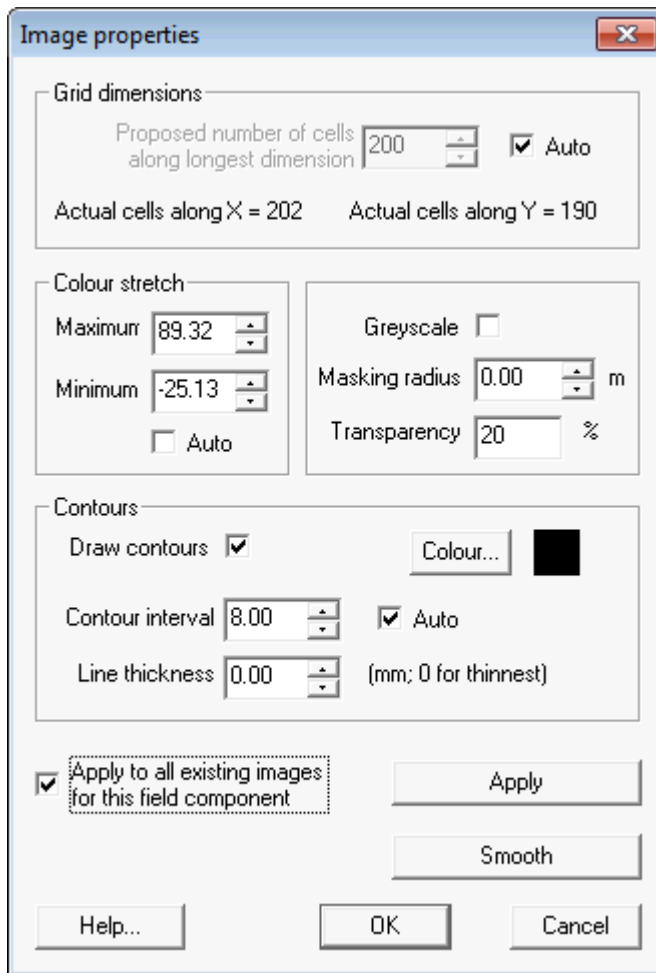 Image properties
Grid dimensions
Proposed number of cells
along longest dimension 200 Auto
Actual cells along X = 202 Actual cells along Y = 190
Colour stretch
Maximur 89.32
Minimum -25.13
Auto
Greyscale
Masking radius 0.00 m
Transparency 20 %
Contours
Draw contours Colour...
Contour interval 8.00 Auto
Line thickness 0.00 (mm; 0 for thinnest)
Apply to all existing images
for this field component
Apply
Smooth
Help... OK Cancel